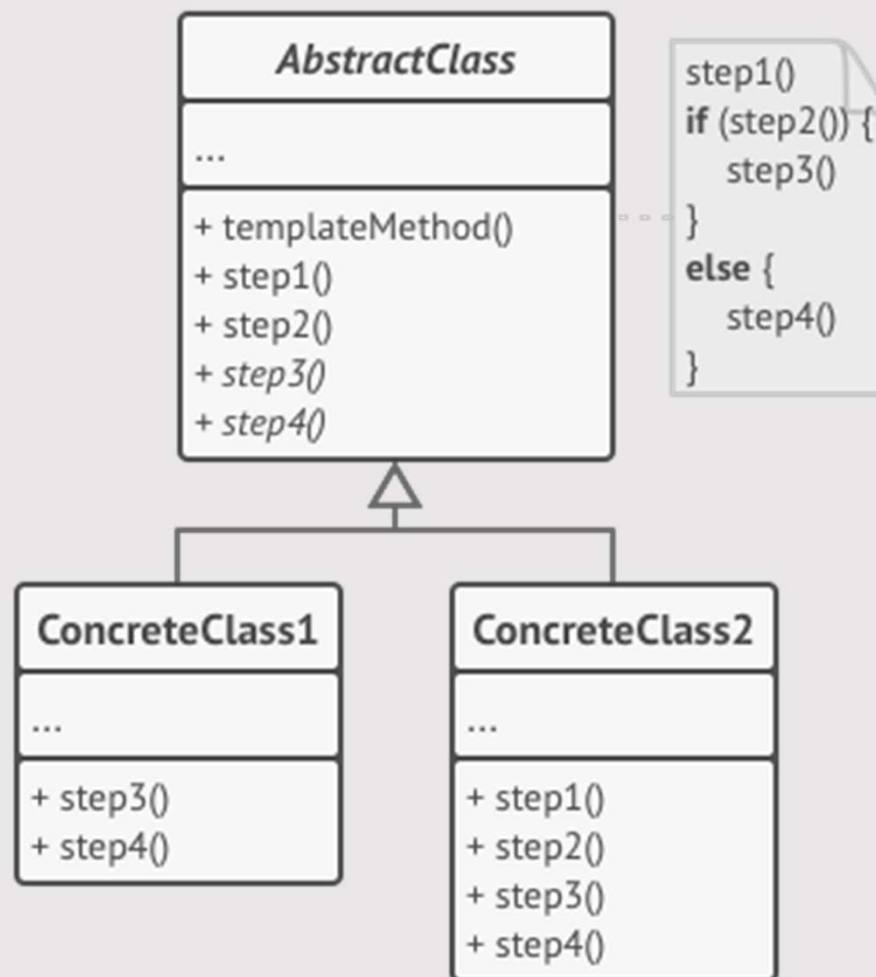 AbstractClass
...
+ templateMethod()
+ step1()
+ step2()
+ step3()
+ step4()
step1()
if (step2()) {
step3()
}
else {
step4()
}
ConcreteClass1
...
+ step3()
+ step4()
ConcreteClass2
...
+ step1()
+ step2()
+ step3()
+ step4()